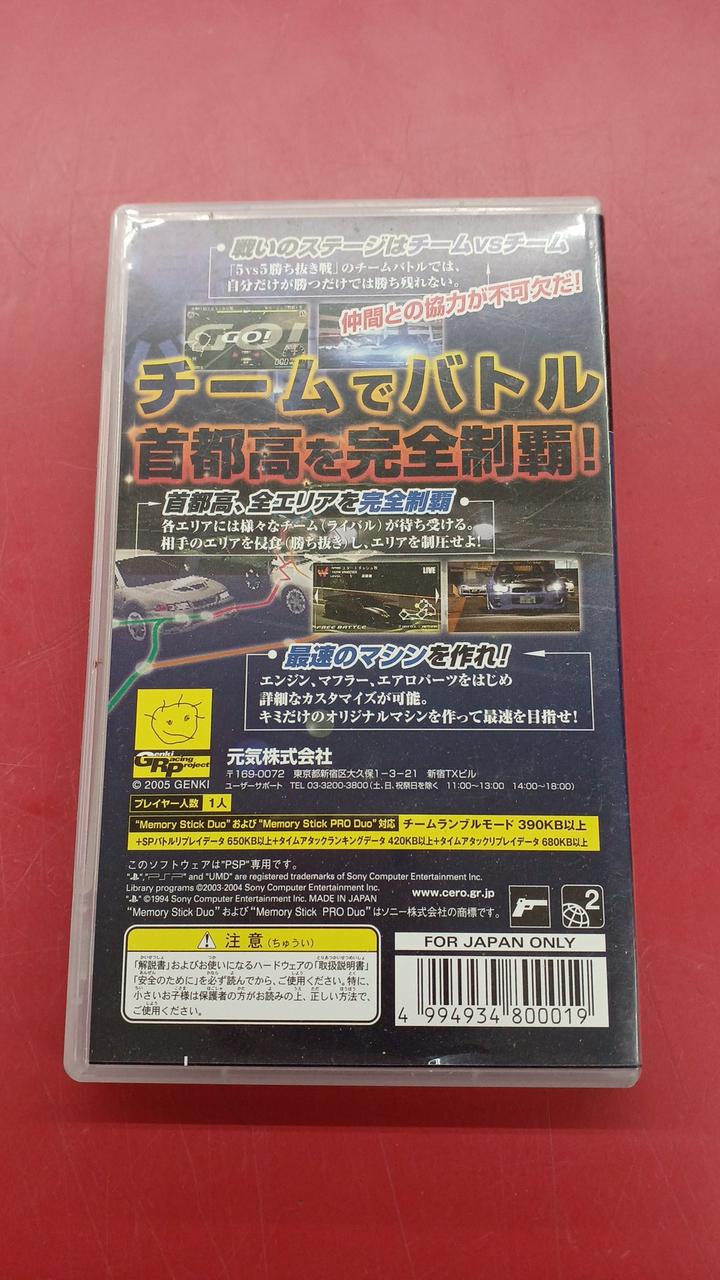 戦いのステージはチームVSチーム
「5vs5勝ち抜き戦」のチームバトルでは、
自分だけが勝つだけでは勝ち残れない。
仲間との協力が不可欠だ!
GO!
GO!
チームでバトル
首都高を完全制覇!
首都高、全エリアを完全制覇
各エリアには様々なチーム(ライバル)が待ち受ける。
相手のエリアを侵食(勝ち抜き)し、エリアを制圧せよ!
LIVE
FREE BATTLE
最速のマシンを作れ!
エンジン、マフラー、エアロパーツをはじめ
詳細なカスタマイズが可能。
キミだけのオリジナルマシンを作って最速を目指せ!
Genki
Racing
Project
© 2005 GENKI
元気株式会社
〒169-0072 東京都新宿区大久保1-3-21 新宿TXビル
ユーザーサポート TEL 03-3200-3800(土、日、祝祭日を除く 11:00~13:00 14:00~18:00)
プレイヤー人数 1人
"Memory Stick Duo"および"Memory Stick PRO Duo"対応 チームランブルモード 390KB以上
+SPバトルリプレイデータ 650KB以上+タイムアタックランキングデータ 420KB以上+タイムアタックリプレイデータ 680KB以上
このソフトウェアは"PSP"専用です。
" ","PSP" and "UMD" are registered trademarks of Sony Computer Entertainment Inc.
Library programs ©2003-2004 Sony Computer Entertainment Inc.
" " ©1994 Sony Computer Entertainment Inc. MADE IN JAPAN
"Memory Stick Duo"および"Memory Stick PRO Duo"はソニー株式会社の商標です。
www.cero.gr.jp
PSP
2
注意(ちゅうい)
「解説書」およびお使いになるハードウェアの「取扱説明書」
「安全のために」を必ず読んでから、ご使用ください。特に、
小さいお子様は保護者の方がお読みの上、正しい方法で、
ご使用ください。
FOR JAPAN ONLY
4 994934 800019